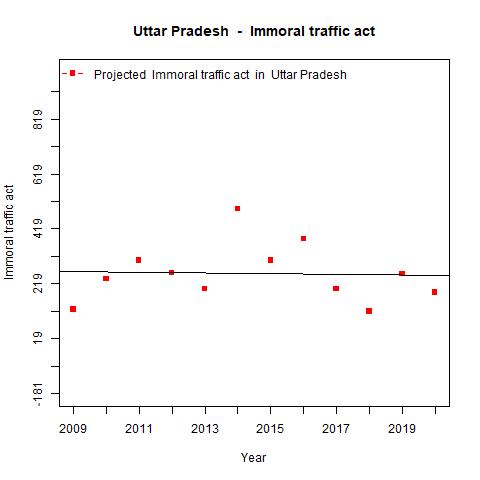 Uttar Pradesh - Immoral traffic act
Projected Immoral traffic act in Uttar Pradesh
Immoral traffic act
819
619
419
219
19
-181
2009 2011 2013 2015 2017 2019
Year